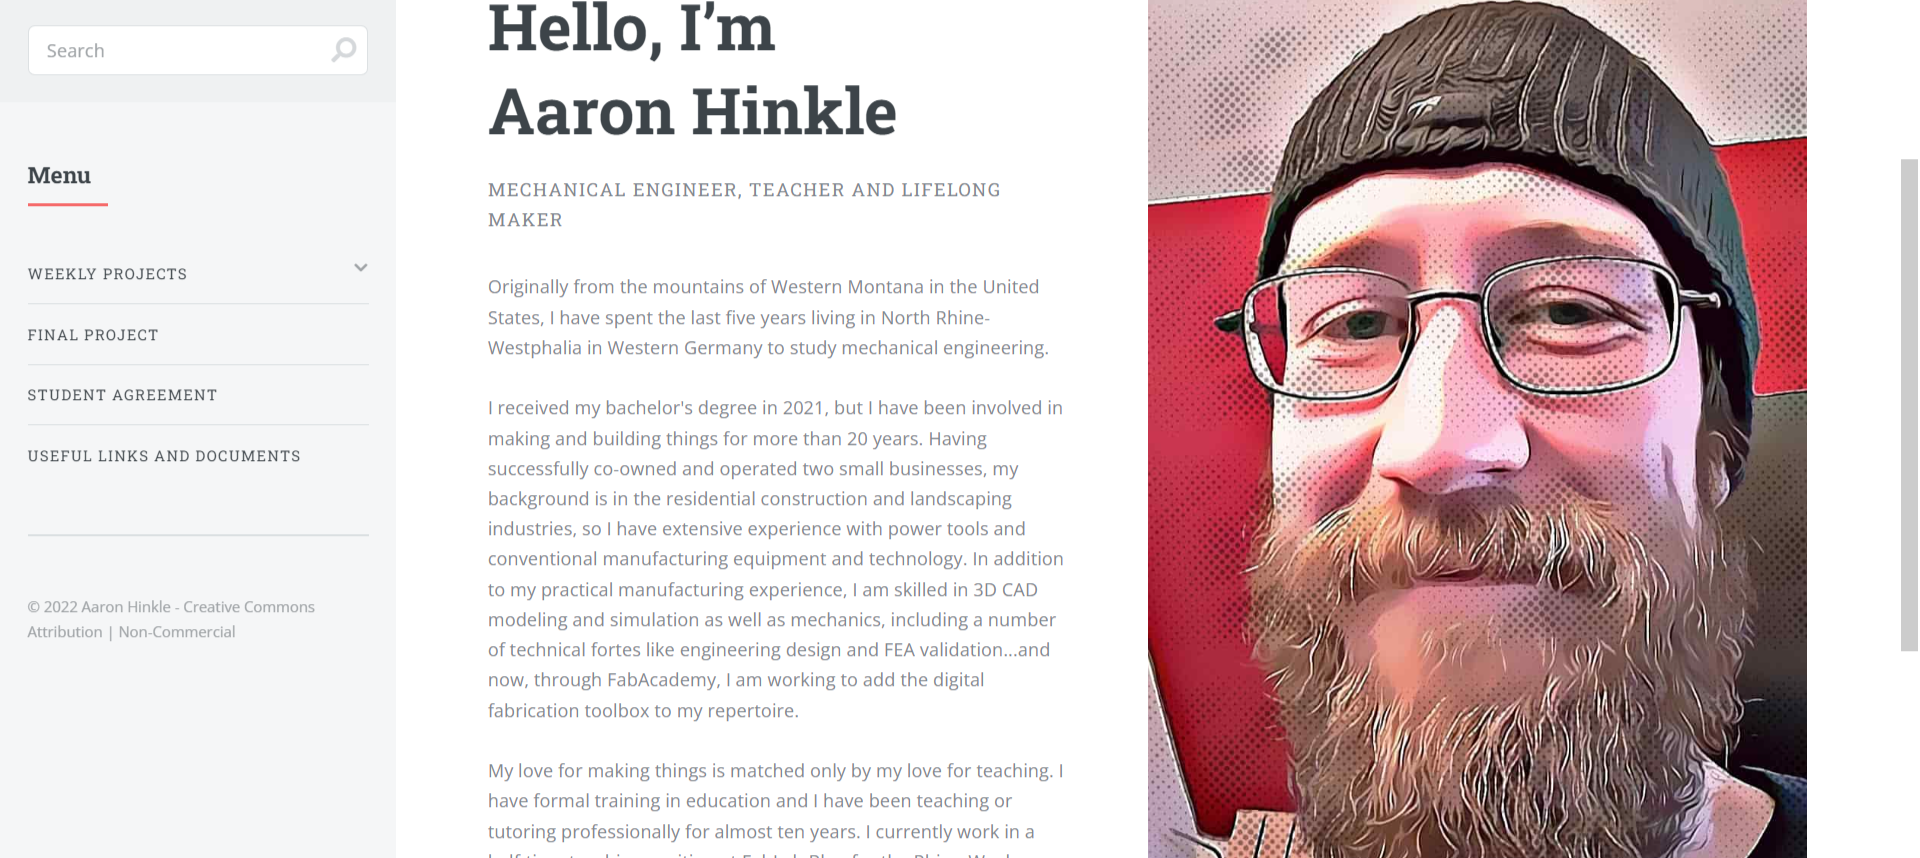 Search
Menu
WEEKLY PROJECTS
FINAL PROJECT
STUDENT AGREEMENT
USEFUL LINKS AND DOCUMENTS
© 2022 Aaron Hinkle - Creative Commons
Attribution | Non-Commercial
Hello, I’m
Aaron Hinkle
MECHANICAL ENGINEER, TEACHER AND LIFELONG
MAKER
Originally from the mountains of Western Montana in the United
States, I have spent the last five years living in North Rhine-
Westphalia in Western Germany to study mechanical engineering.
I received my bachelor's degree in 2021, but I have been involved in
making and building things for more than 20 years. Having
successfully co-owned and operated two small businesses, my
background is in the residential construction and landscaping
industries, so I have extensive experience with power tools and
conventional manufacturing equipment and technology. In addition
to my practical manufacturing experience, I am skilled in 3D CAD
modeling and simulation as well as mechanics, including a number
of technical fortes like engineering design and FEA validation...and
now, through FabAcademy, I am working to add the digital
fabrication toolbox to my repertoire.
My love for making things is matched only by my love for teaching. I
have formal training in education and I have been teaching or
tutoring professionally for almost ten years. I currently work in a